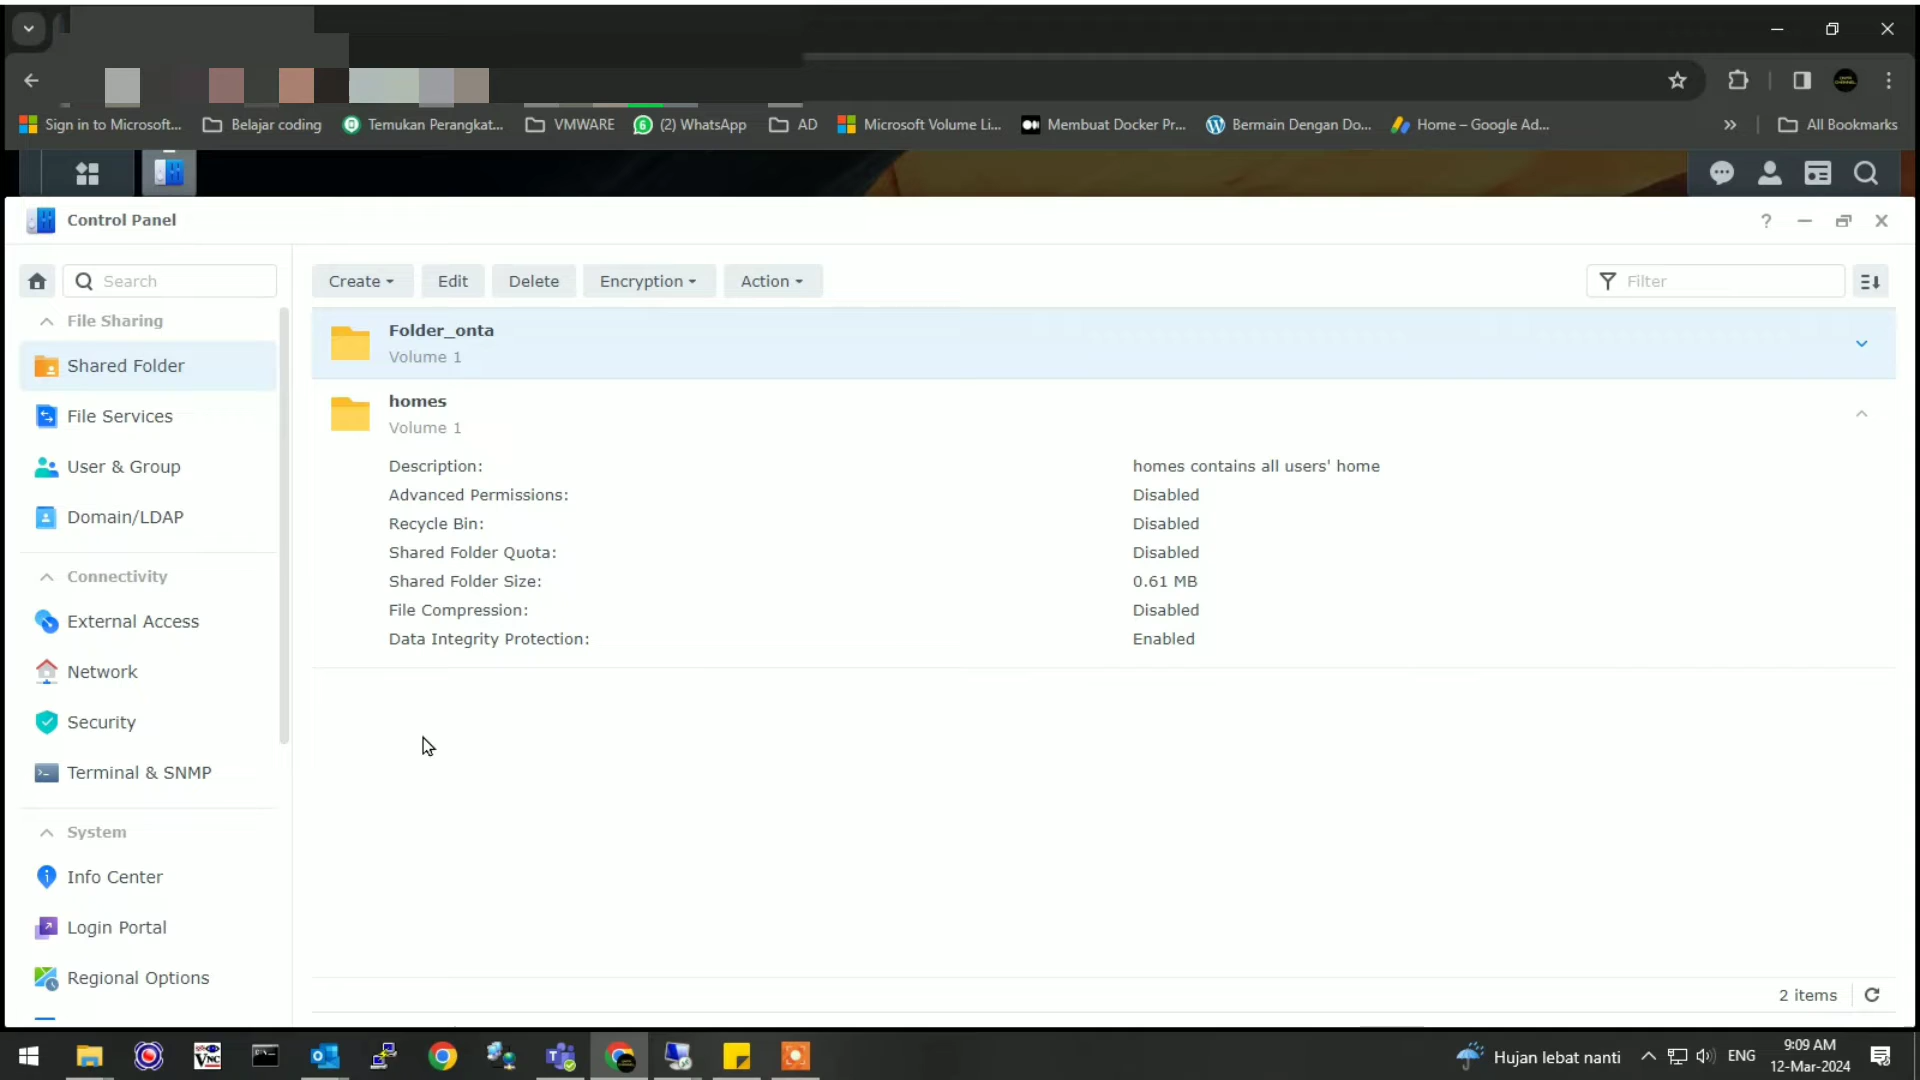 Sign in to Microsoft...
Belajar coding
Temukan Perangkat...
VMWARE
(2) WhatsApp
AD
Microsoft Volume Li...
Membuat Docker Pr...
Bermain Dengan Do...
Home – Google Ad...
All Bookmarks
Control Panel
Search
Create
Edit
Delete
Encryption
Action
Filter
File Sharing
Shared Folder
File Services
User & Group
Domain/LDAP
Connectivity
External Access
Network
Security
Terminal & SNMP
System
Info Center
Login Portal
Regional Options
Folder_onta
Volume 1
homes
Volume 1
Description: homes contains all users' home
Advanced Permissions: Disabled
Recycle Bin: Disabled
Shared Folder Quota: Disabled
Shared Folder Size: 0.61 MB
File Compression: Disabled
Data Integrity Protection: Enabled
2 items
Hujan lebat nanti
ENG
9:09 AM
12-Mar-2024